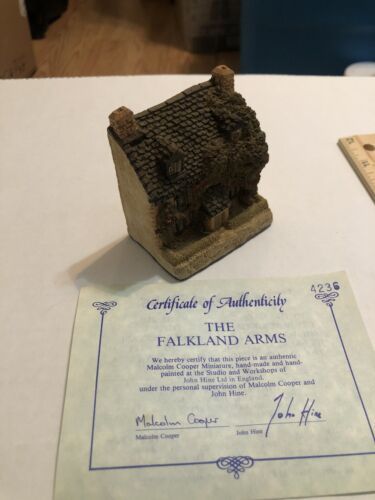 4236
Certificate of Authenticity
THE
FALKLAND ARMS
We hereby certify that this piece is an authentic
Malcolm Cooper Miniature, hand-made and hand-
painted at the Studio and Workshops of
John Hine Ltd in England.
under the personal supervision of Malcolm Cooper and
John Hine.
Malcolm Cooper John Hine
Malcolm Cooper John Hine